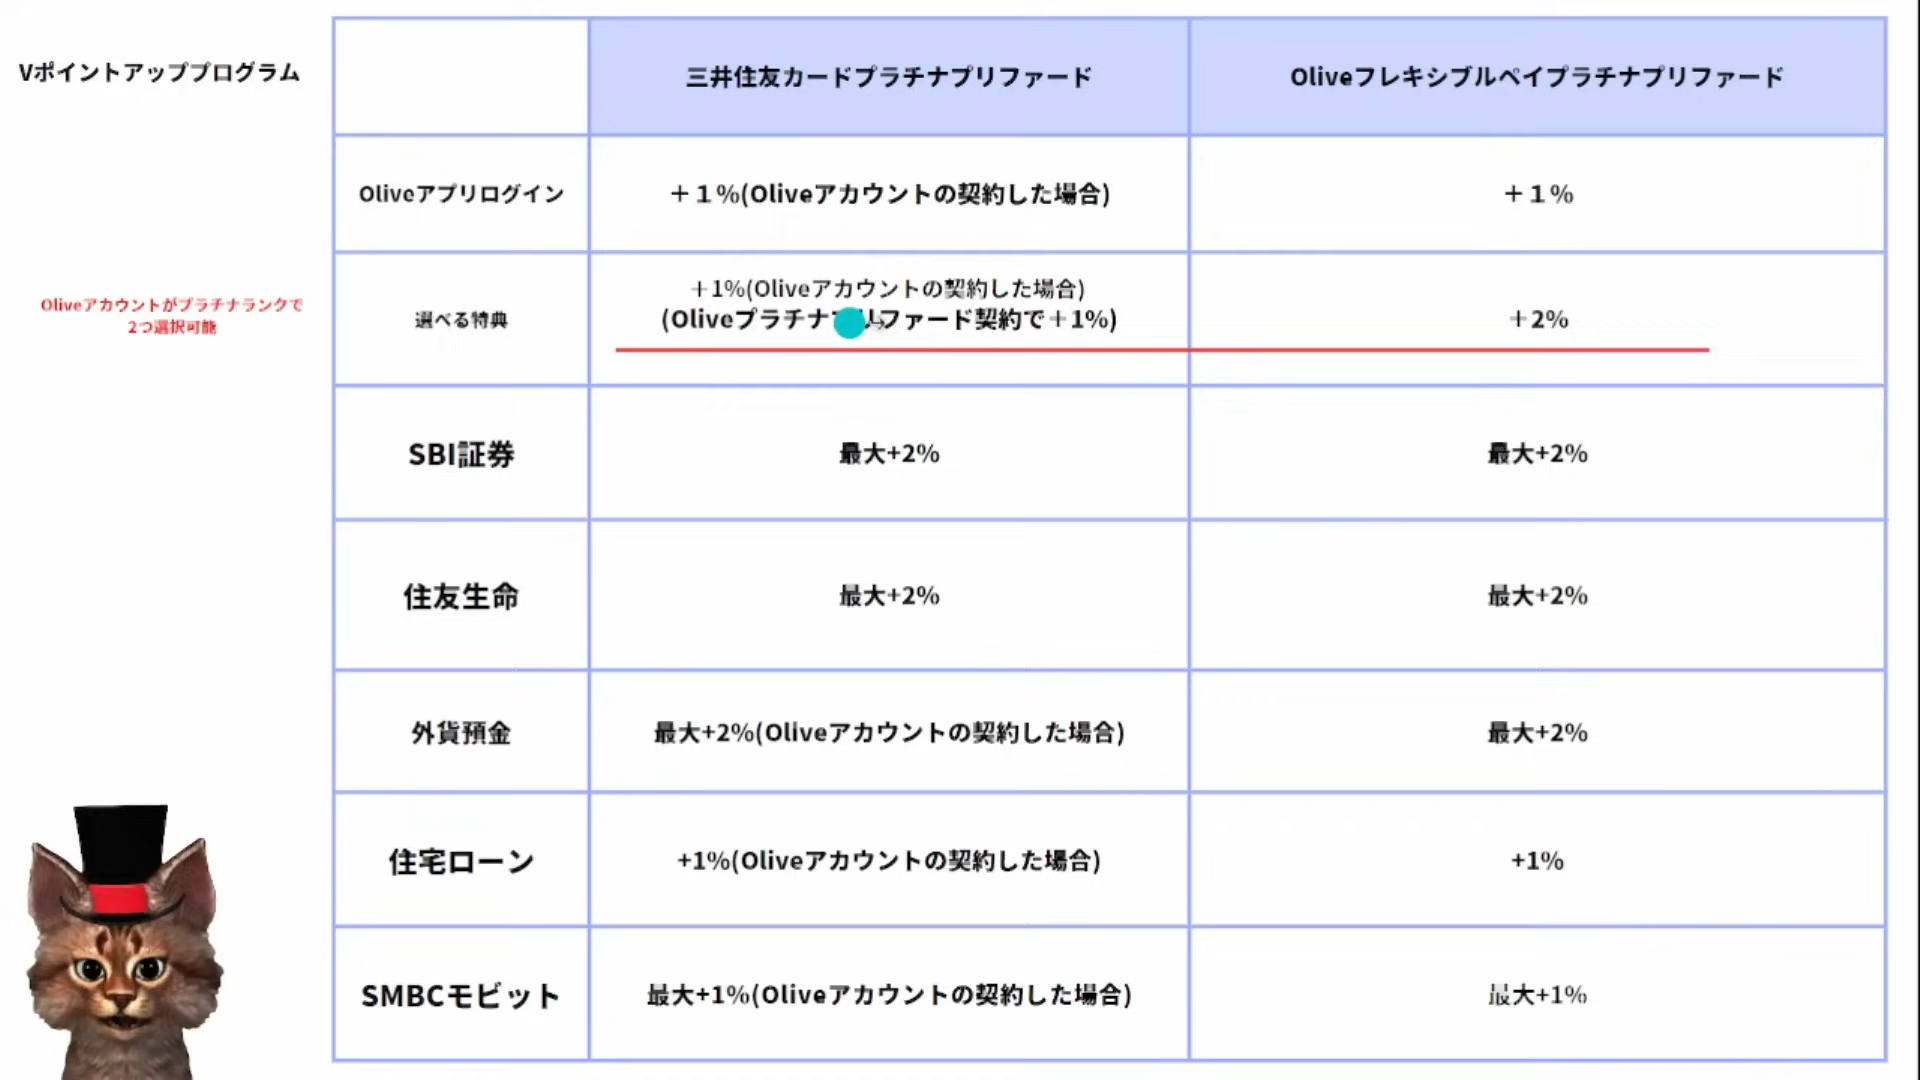 Vポイントアッププログラム
三井住友カードプラチナプリファード
Oliveフレキシブルペイプラチナプリファード
Oliveアプリログイン
＋１%(Oliveアカウントの契約した場合)
＋１%
Oliveアカウントがプラチナランクで
2つ選択可能
選べる特典
＋1%(Oliveアカウントの契約した場合)
(Oliveプラチナプリファード契約で＋1%)
＋2%
SBI証券
最大+2%
最大+2%
住友生命
最大+2%
最大+2%
外貨預金
最大+2%(Oliveアカウントの契約した場合)
最大+2%
住宅ローン
+1%(Oliveアカウントの契約した場合)
+1%
SMBCモビット
最大+1%(Oliveアカウントの契約した場合)
最大+1%